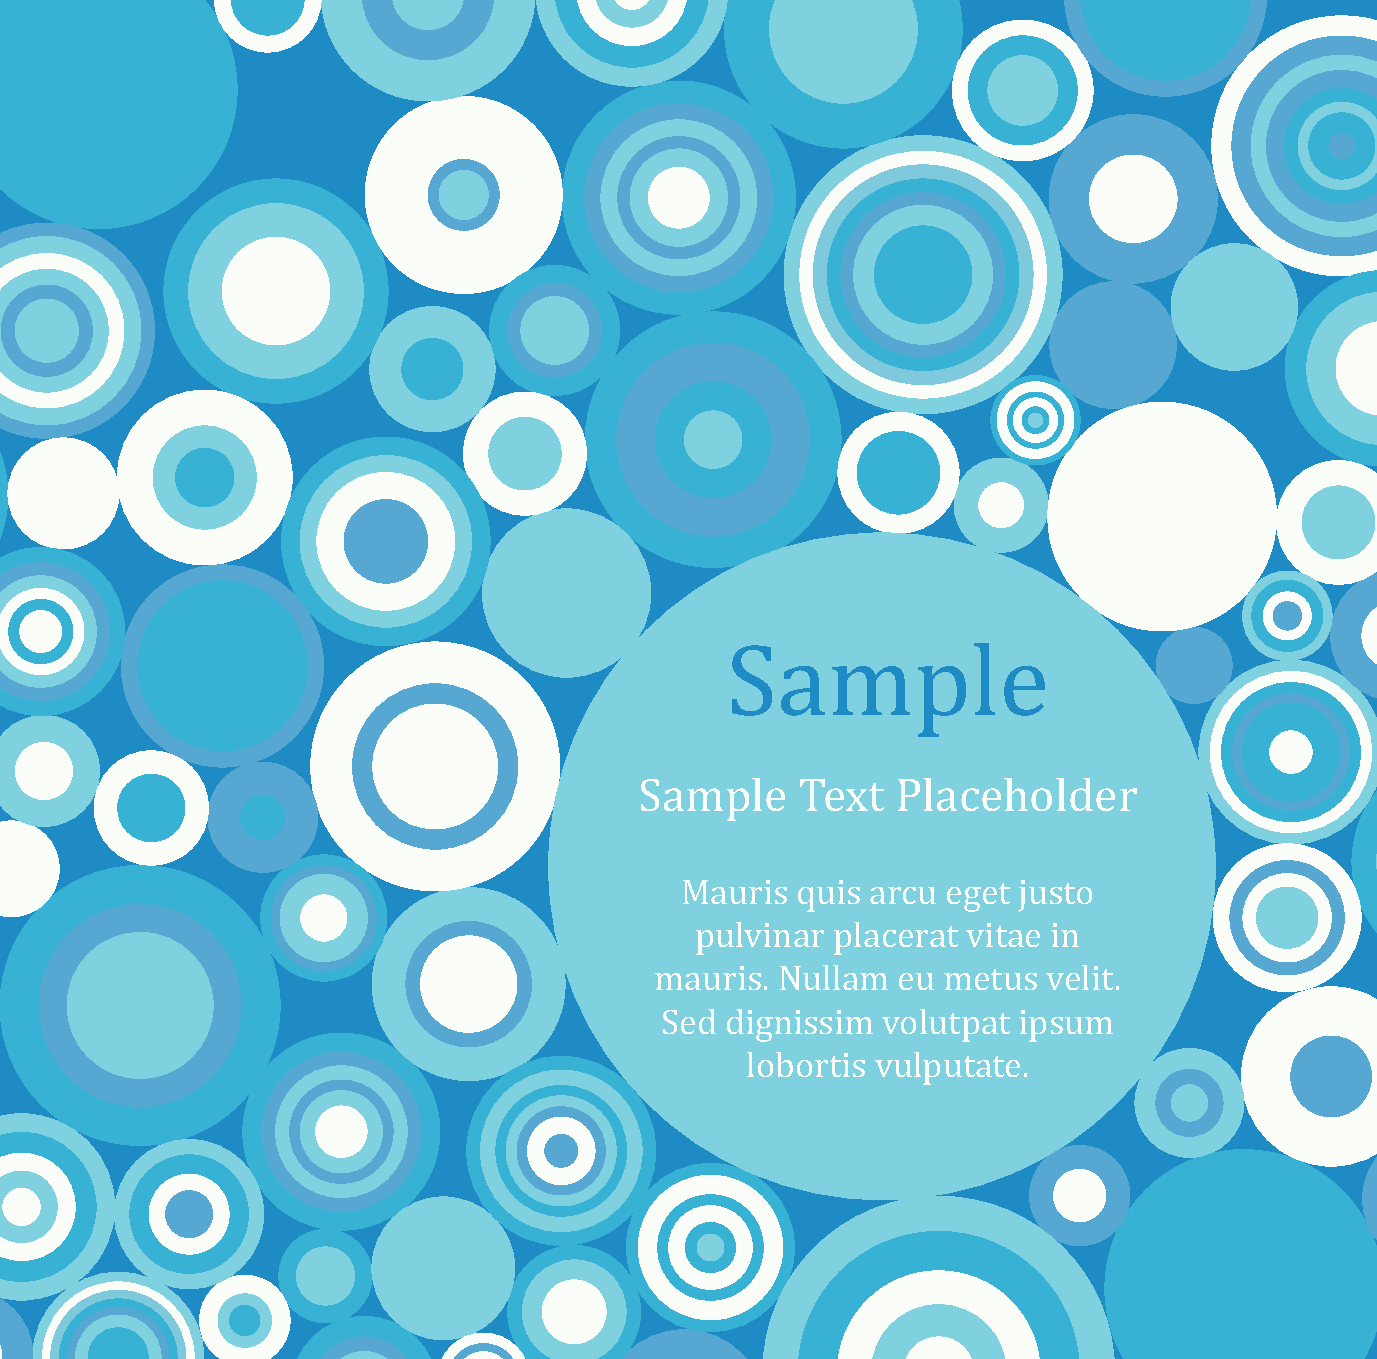 Sample
Sample Text Placeholder
Mauris quis arcu eget justo
pulvinar placerat vitae in
mauris. Nullam eu metus velit.
Sed dignissim volutpat ipsum
lobortis vulputate.